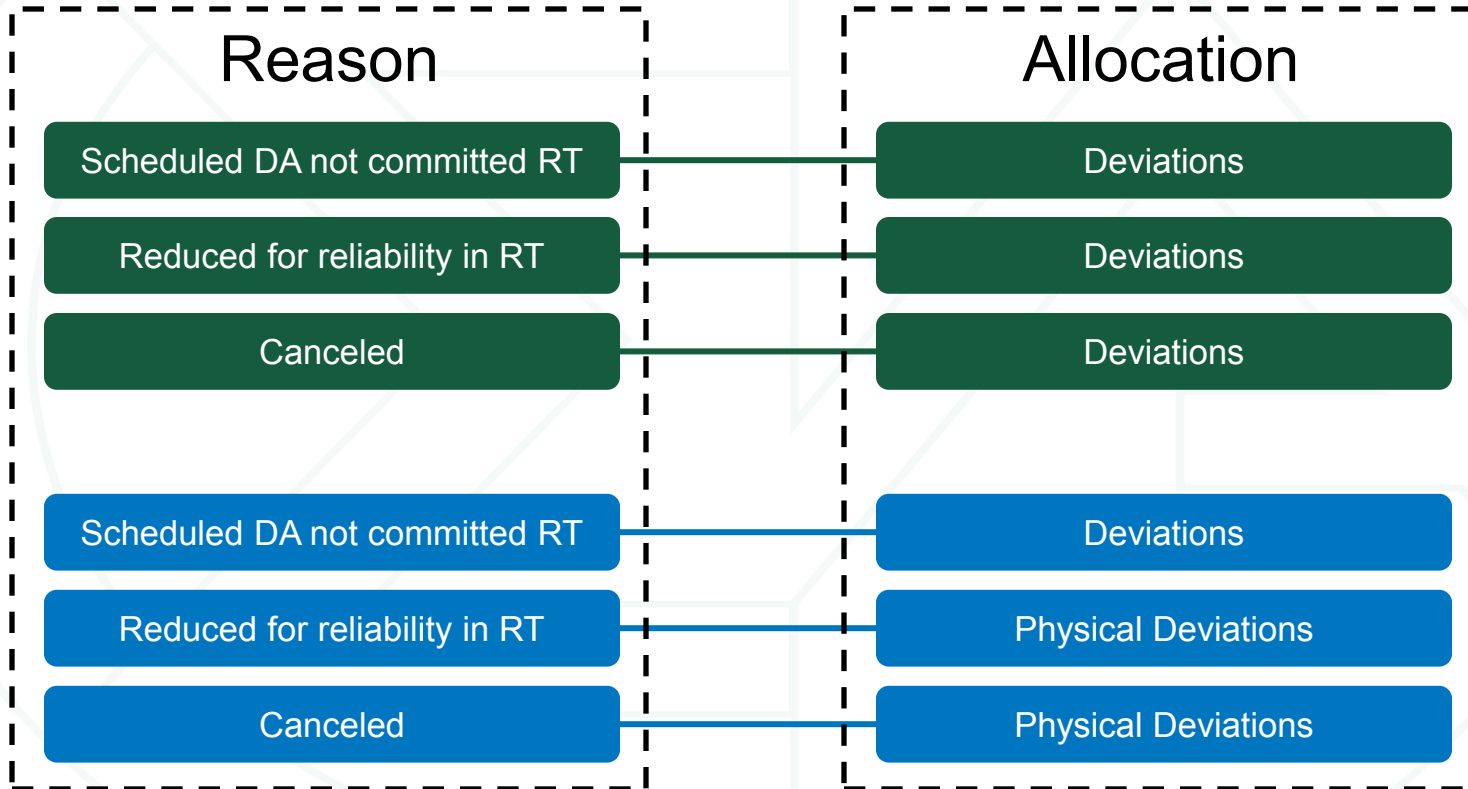 Reason
Allocation
Scheduled DA not committed RT
Deviations
Reduced for reliability in RT
Deviations
Canceled
Deviations
Scheduled DA not committed RT
Deviations
Reduced for reliability in RT
Physical Deviations
Canceled
Physical Deviations